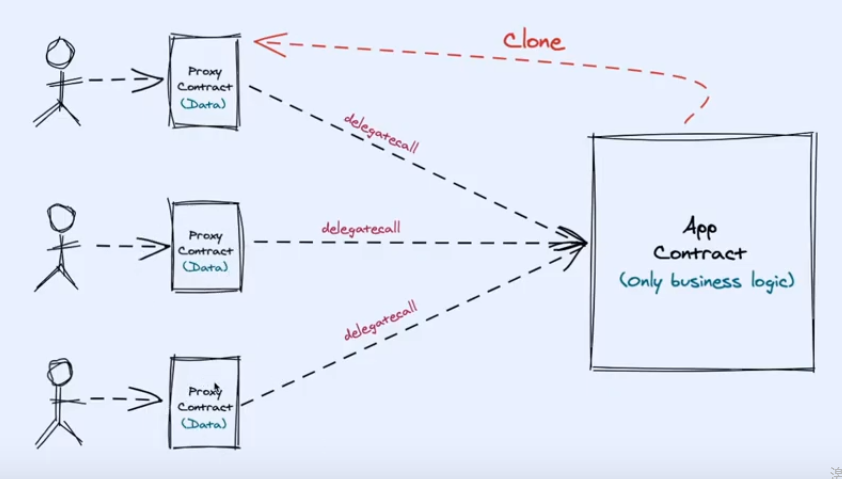 Clone
Proxy
Contract
(Data)
delegatecall
Proxy
Contract
(Data)
delegatecall
App
Contract
(only business logic)
Proxy
Contract
(Data)
delegatecall